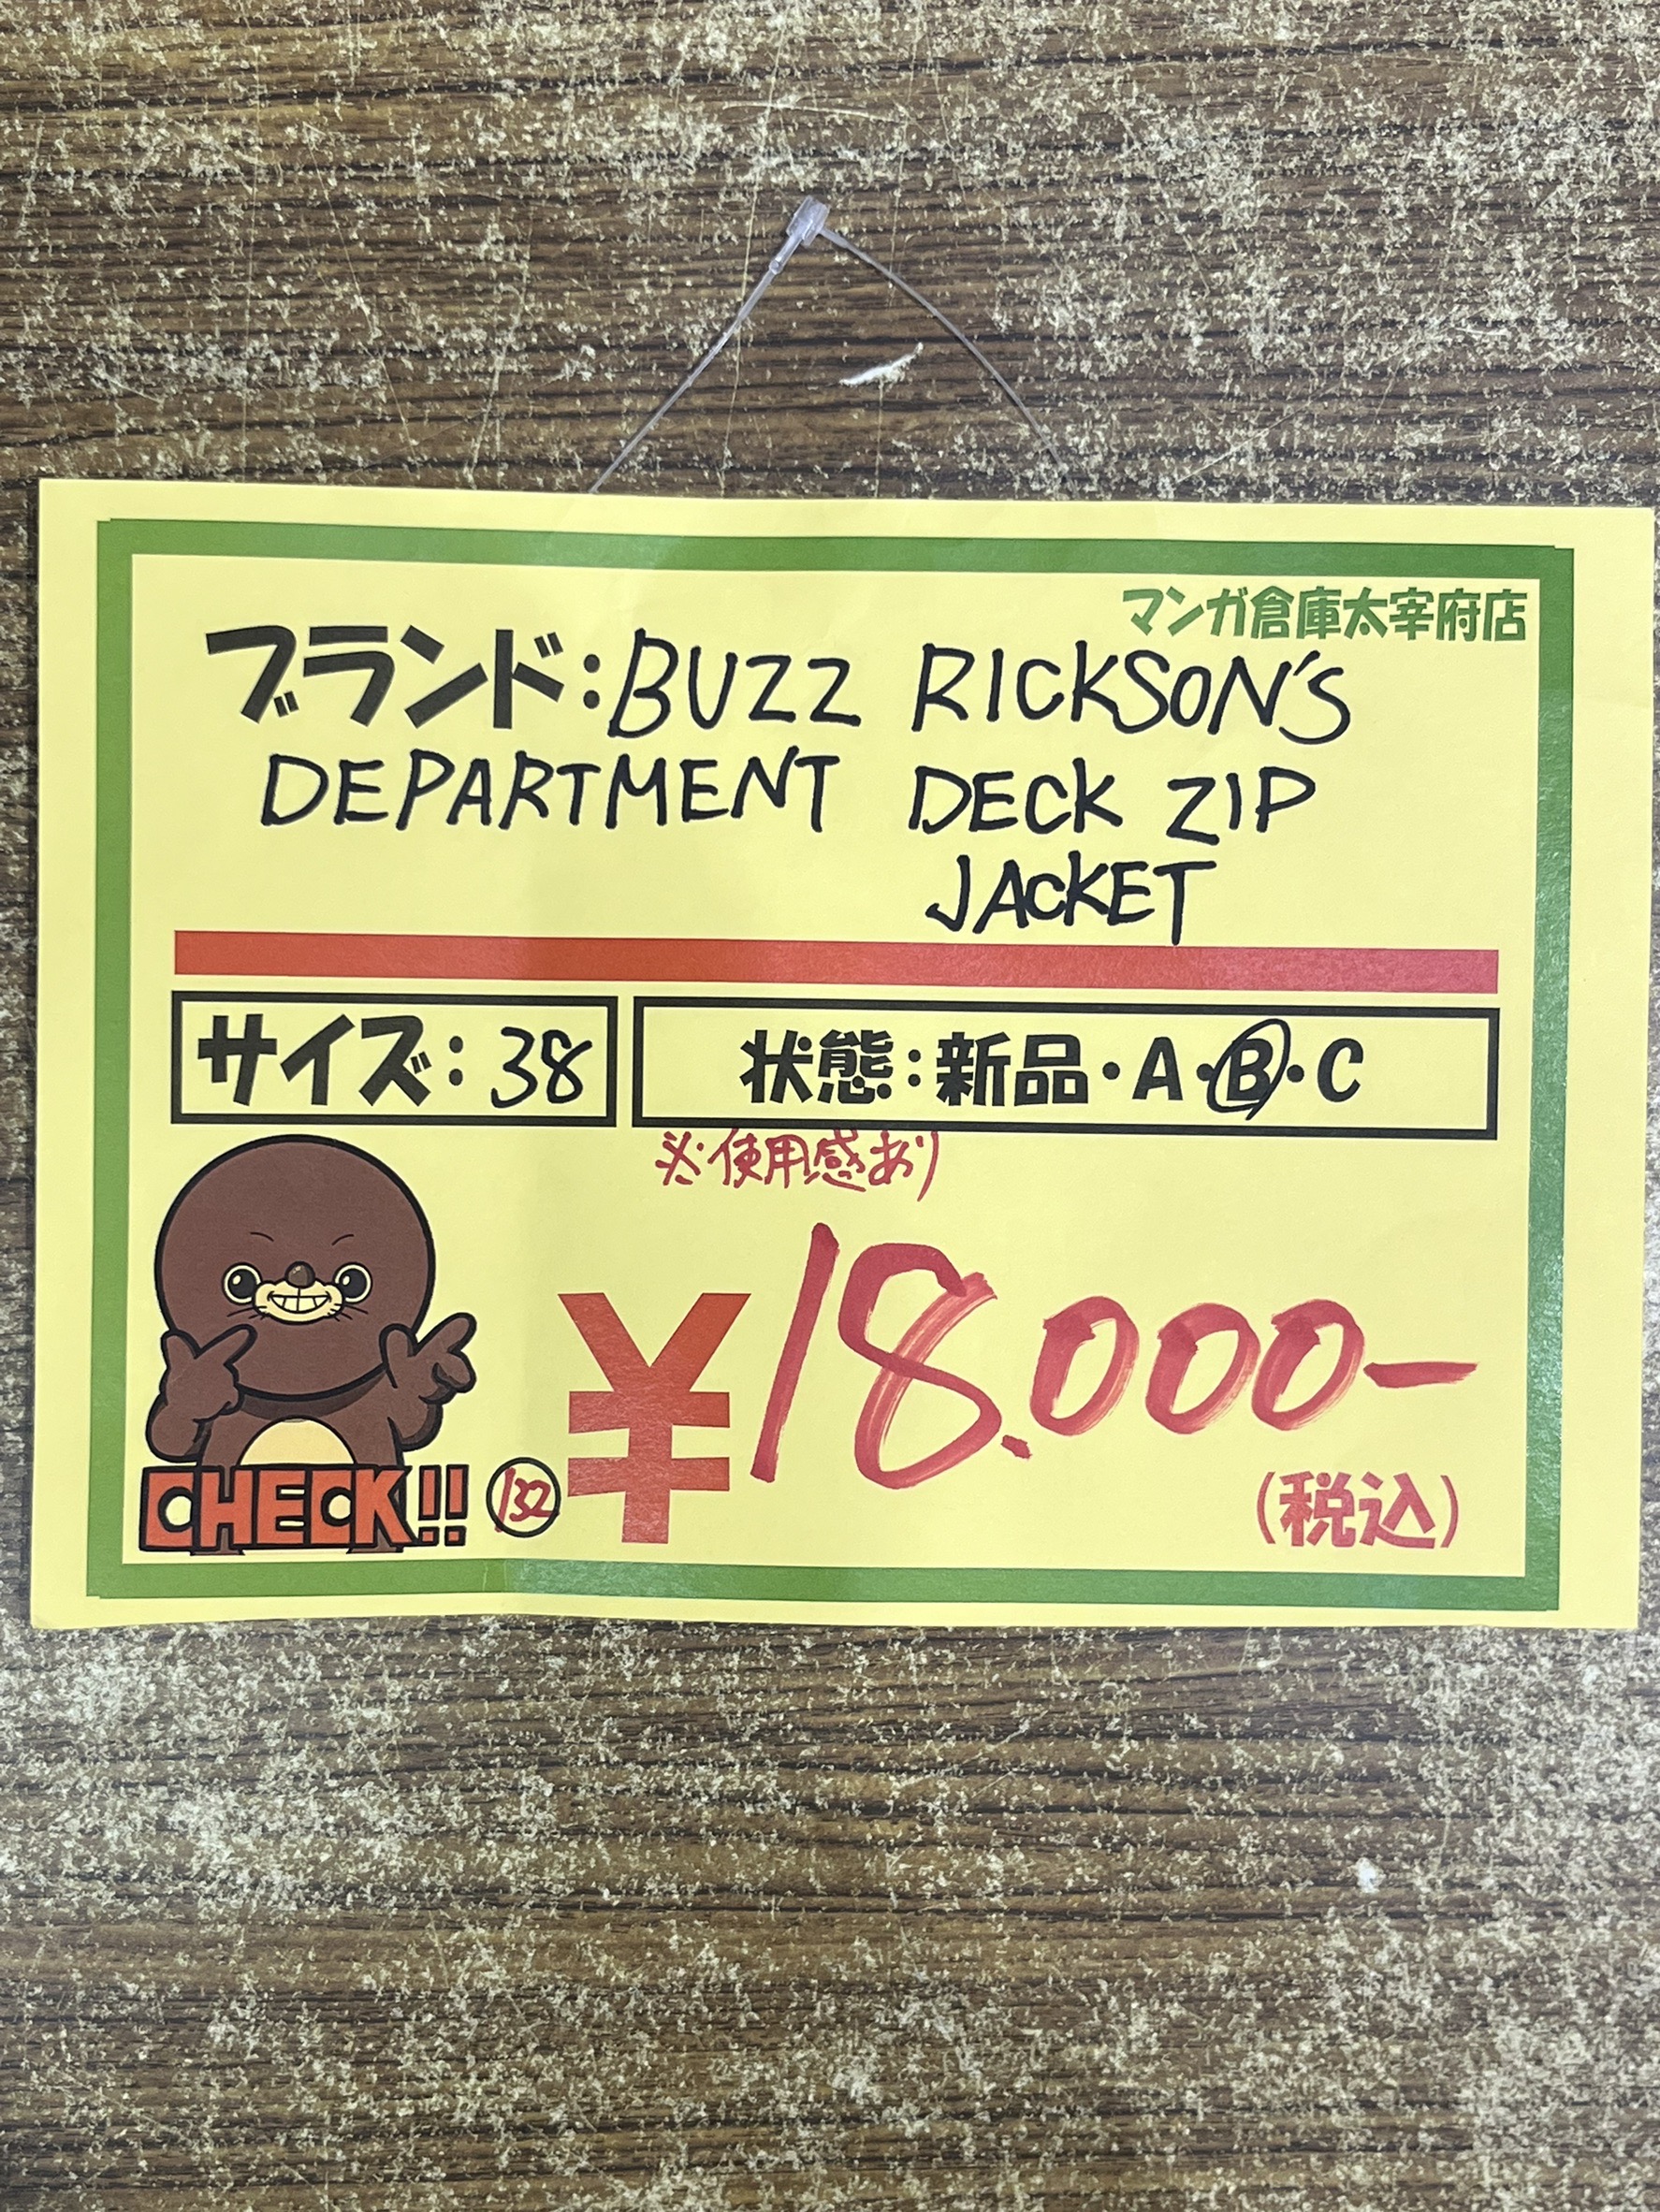 マンガ倉庫太宰府店
ブランド:BUZZ RICKSON'S
DEPARTMENT DECK ZIP
JACKET
サイズ:38
状態:新品・A・B・C
※使用感あり
¥18.000-
CHECK!! 132
(税込)